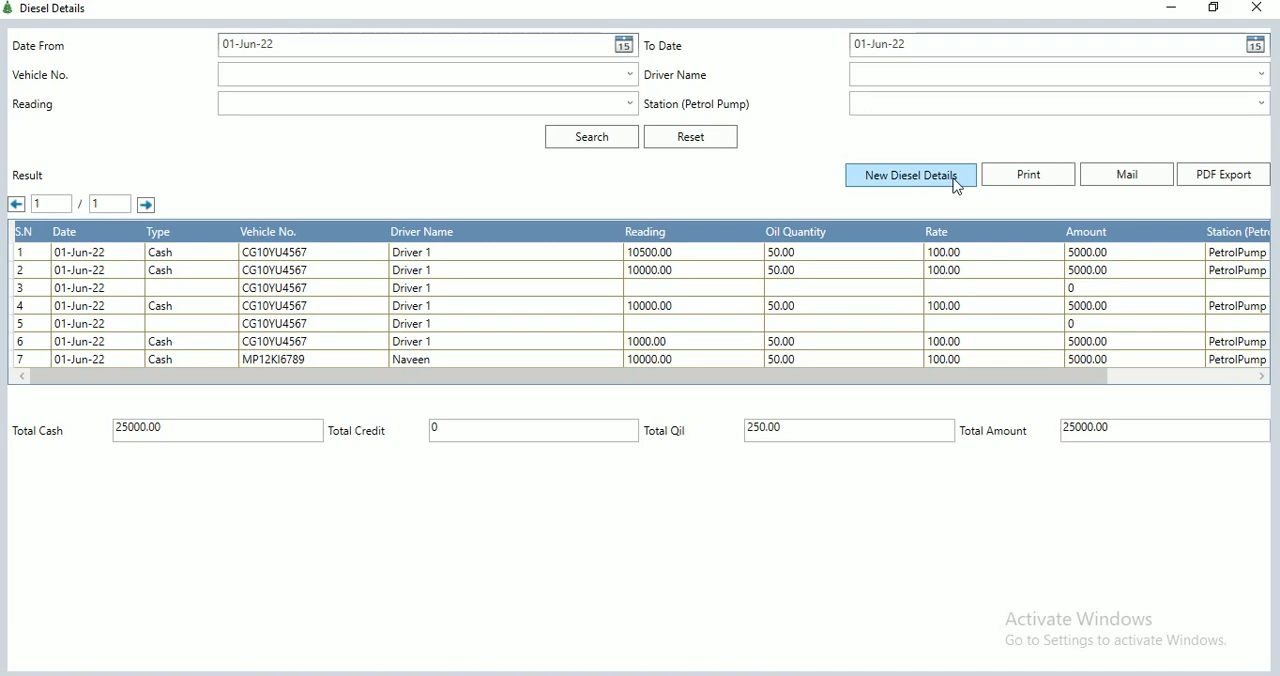 Diesel Details
Date From 01-Jun-22 15 To Date 01-Jun-22 15
Vehicle No. Driver Name
Reading Station (Petrol Pump)
Search Reset
Result New Diesel Details Print Mail PDF Export
1 / 1
S.N Date Type Vehicle No. Driver Name Reading Oil Quantity Rate Amount Station (Petr
1 01-Jun-22 Cash CG10YU4567 Driver 1 10500.00 50.00 100.00 5000.00 PetrolPump
2 01-Jun-22 Cash CG10YU4567 Driver 1 10000.00 50.00 100.00 5000.00 PetrolPump
3 01-Jun-22 CG10YU4567 Driver 1 0
4 01-Jun-22 Cash CG10YU4567 Driver 1 10000.00 50.00 100.00 5000.00 PetrolPump
5 01-Jun-22 CG10YU4567 Driver 1 0
6 01-Jun-22 Cash CG10YU4567 Driver 1 1000.00 50.00 100.00 5000.00 PetrolPump
7 01-Jun-22 Cash MP12KI6789 Naveen 10000.00 50.00 100.00 5000.00 PetrolPump
Total Cash 25000.00 Total Credit 0 Total Qil 250.00 Total Amount 25000.00
Activate Windows
Go to Settings to activate Windows.